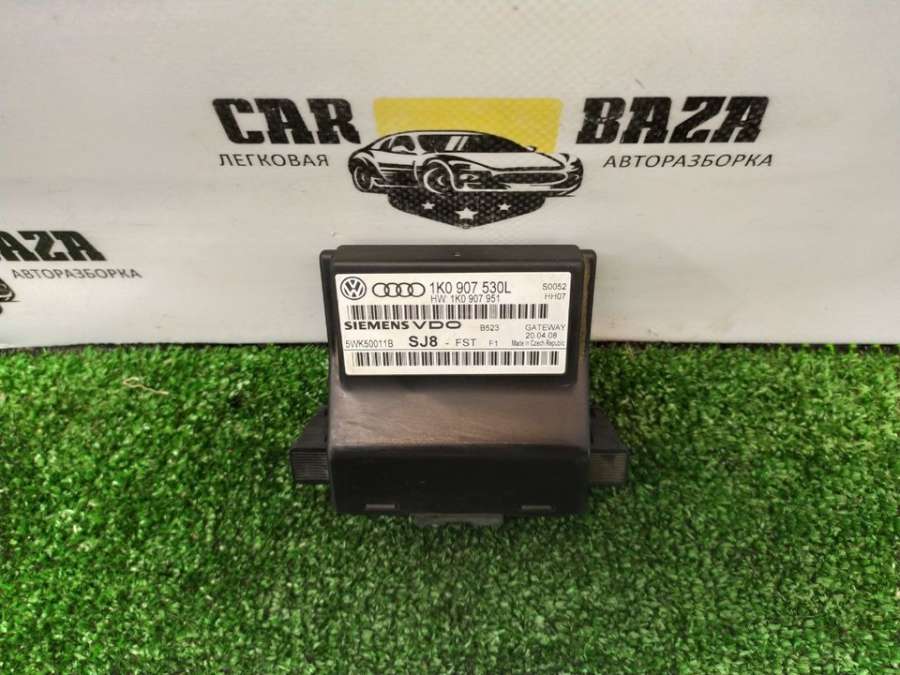 CAR BAZA
ЛЕГКОВАЯ АВТОРАЗБОРКА
BAZA
АВТОРАЗБОРКА
1K0 907 530L S0052
HW 1K0 907 951 HH07
SIEMENS VDO B523 GATEWAY
20.04.08
5WK50011B SJ8 - FST F1 Made in Czech Republic